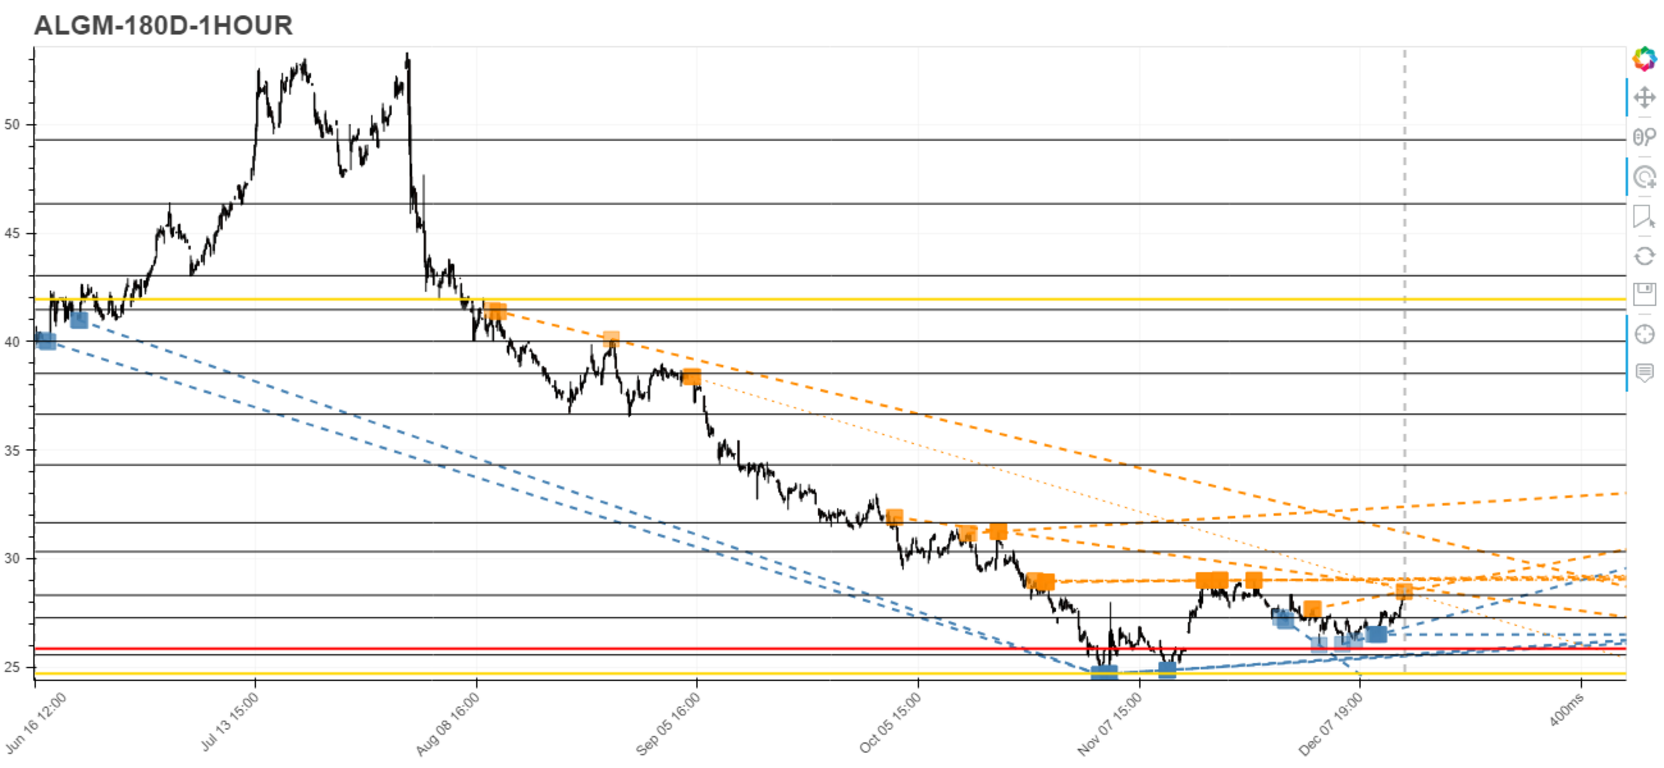 ALGM-180D-1HOUR
50
45
40
35
30
25
Jun 16 12:00
Jul 13 15:00
Aug 08 16:00
Sep 05 16:00
Oct 05 15:00
Nov 07 15:00
Dec 07 19:00
400ms